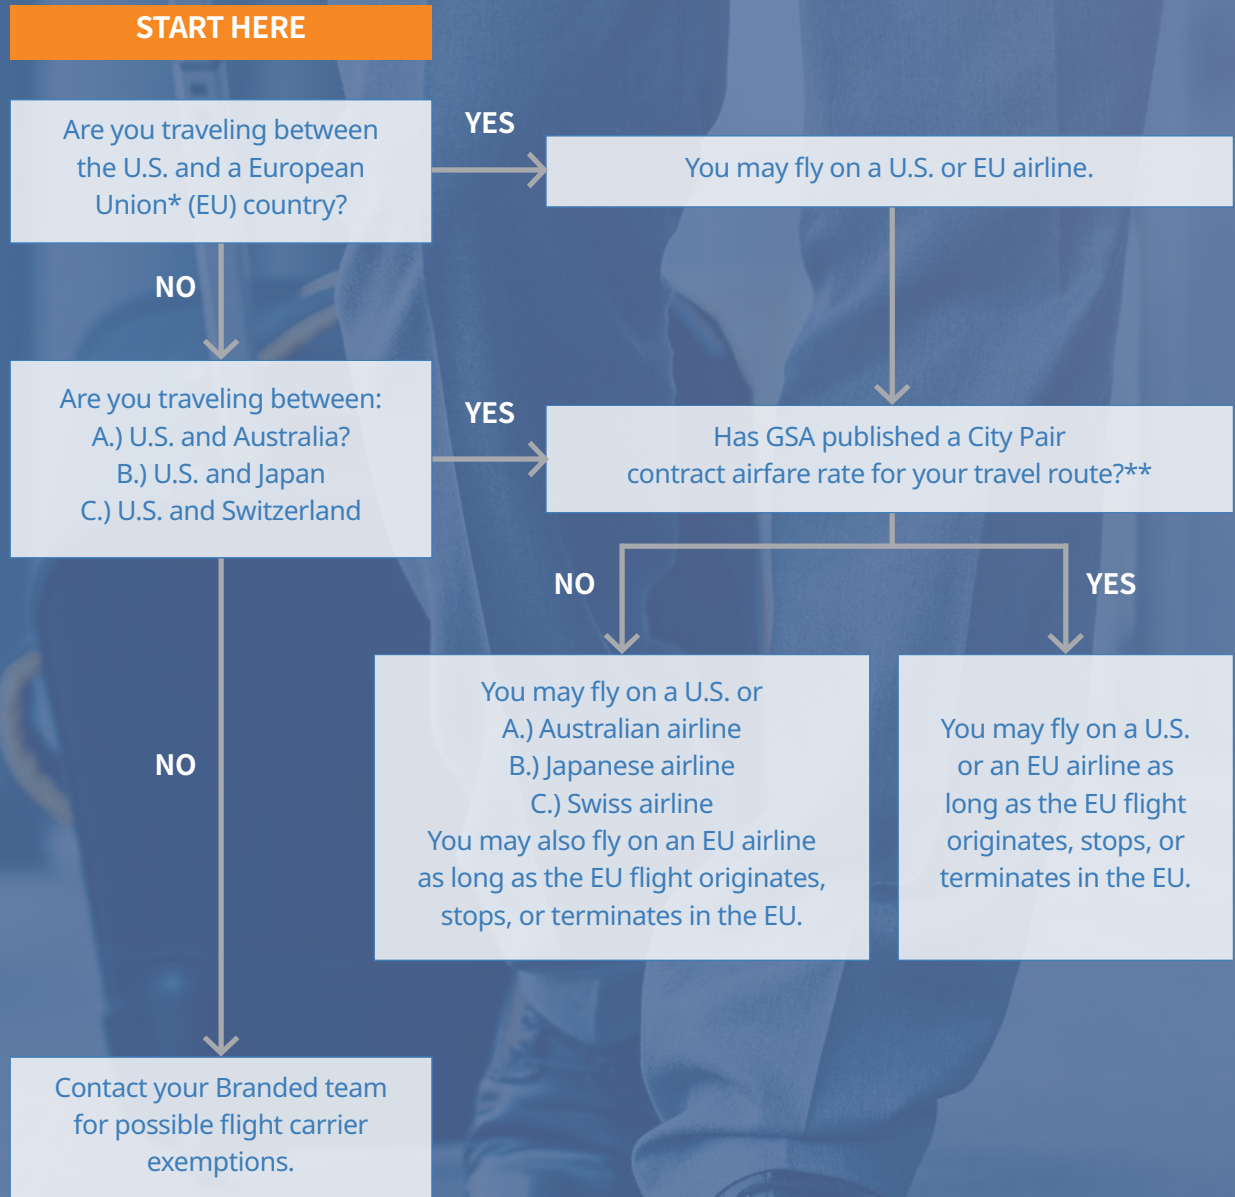 START HERE
Are you traveling between
the U.S. and a European
Union* (EU) country?
YES
You may fly on a U.S. or EU airline.
NO
Are you traveling between:
A.) U.S. and Australia?
B.) U.S. and Japan
C.) U.S. and Switzerland
YES
Has GSA published a City Pair
contract airfare rate for your travel route?**
NO
YES
You may fly on a U.S. or
A.) Australian airline
B.) Japanese airline
C.) Swiss airline
You may also fly on an EU airline
as long as the EU flight originates,
stops, or terminates in the EU.
You may fly on a U.S.
or an EU airline as
long as the EU flight
originates, stops, or
terminates in the EU.
NO
Contact your Branded team
for possible flight carrier
exemptions.